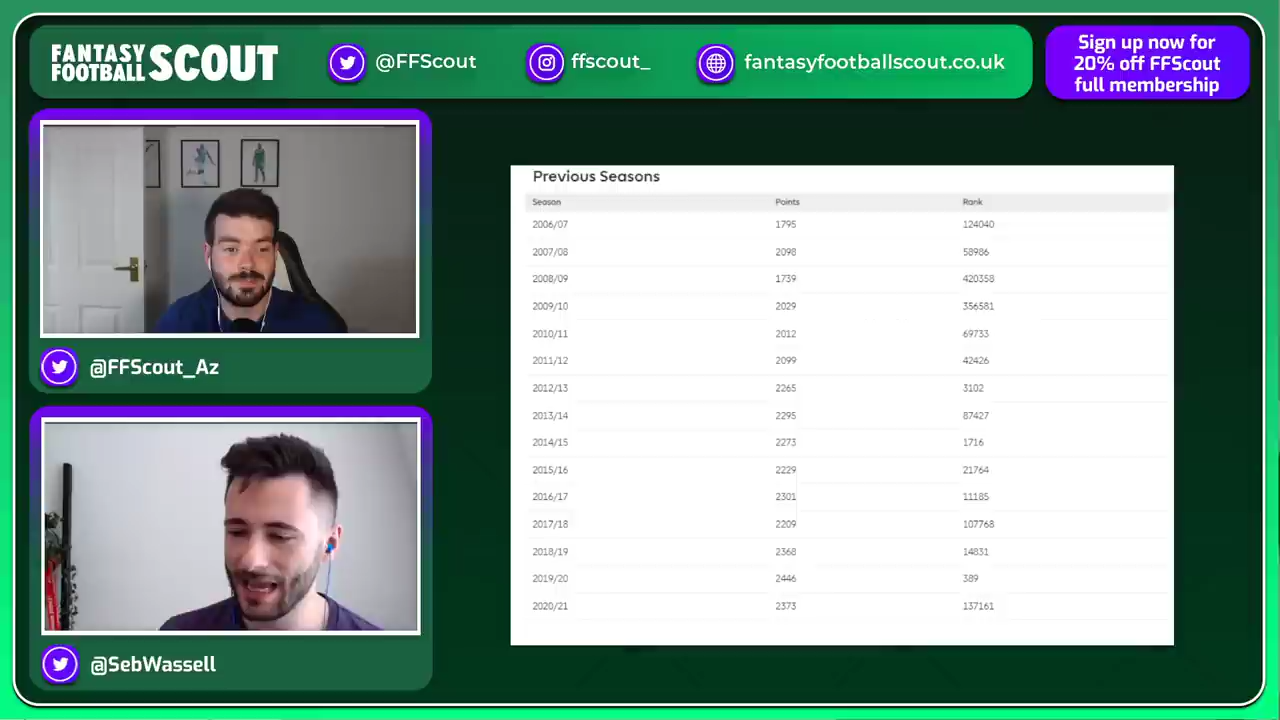 FANTASY
FOOTBALL
SCOUT
@FFScout
ffscout_
fantasyfootballscout.co.uk
Sign up now for
20% off FFScout
full membership
@FFScout_Az
@SebWassell
Previous Seasons
Season Points Rank
2006/07 1795 124040
2007/08 2098 58986
2008/09 1739 420358
2009/10 2029 356581
2010/11 2012 69733
2011/12 2099 42426
2012/13 2265 3102
2013/14 2295 87427
2014/15 2273 1716
2015/16 2229 21764
2016/17 2301 11185
2017/18 2209 107768
2018/19 2368 14831
2019/20 2446 389
2020/21 2373 137161